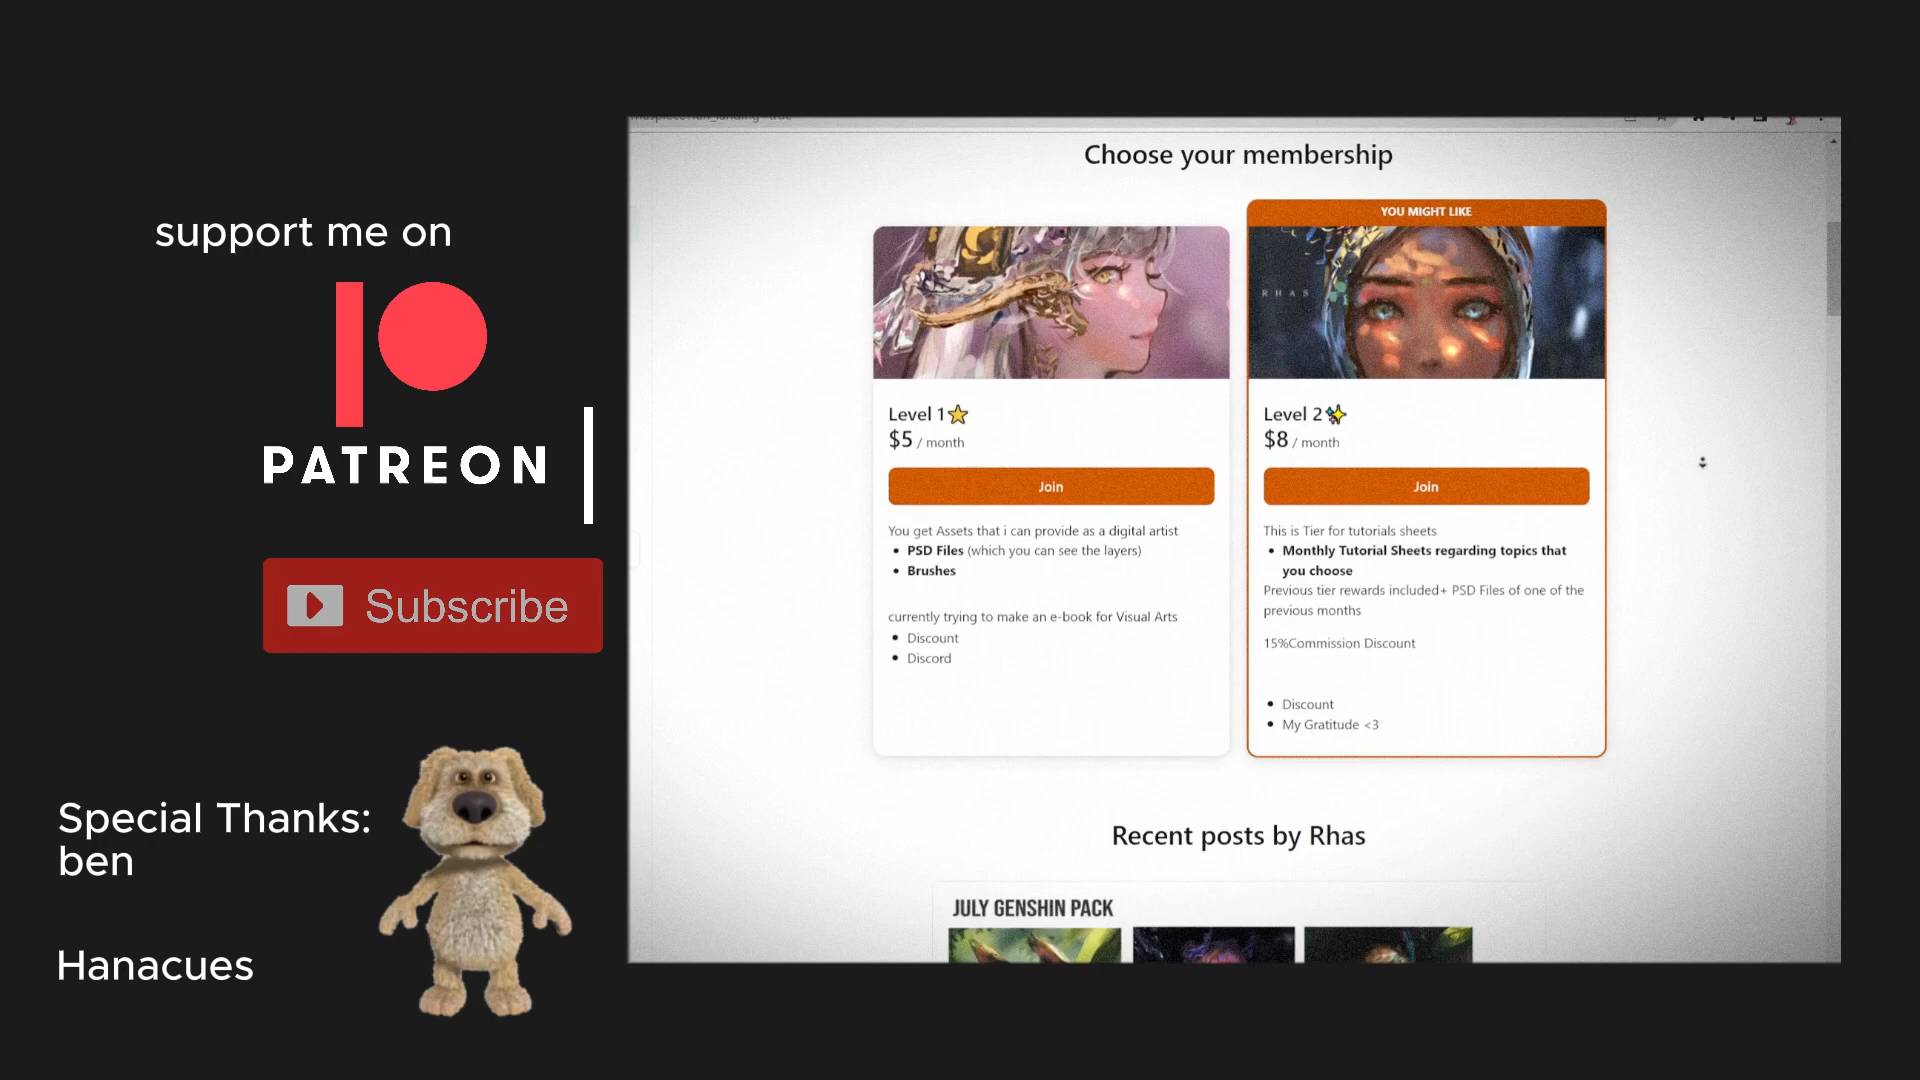 support me on
PATREON
Subscribe
Special Thanks:
ben
Hanacues
Choose your membership
Level 1⭐
$5 / month
Join
You get Assets that i can provide as a digital artist
• PSD Files (which you can see the layers)
• Brushes
currently trying to make an e-book for Visual Arts
• Discount
• Discord
YOU MIGHT LIKE
R H A S
Level 2✨
$8 / month
Join
This is Tier for tutorials sheets
• Monthly Tutorial Sheets regarding topics that
you choose
Previous tier rewards included+ PSD Files of one of the
previous months
15%Commission Discount
• Discount
• My Gratitude <3
Recent posts by Rhas
JULY GENSHIN PACK